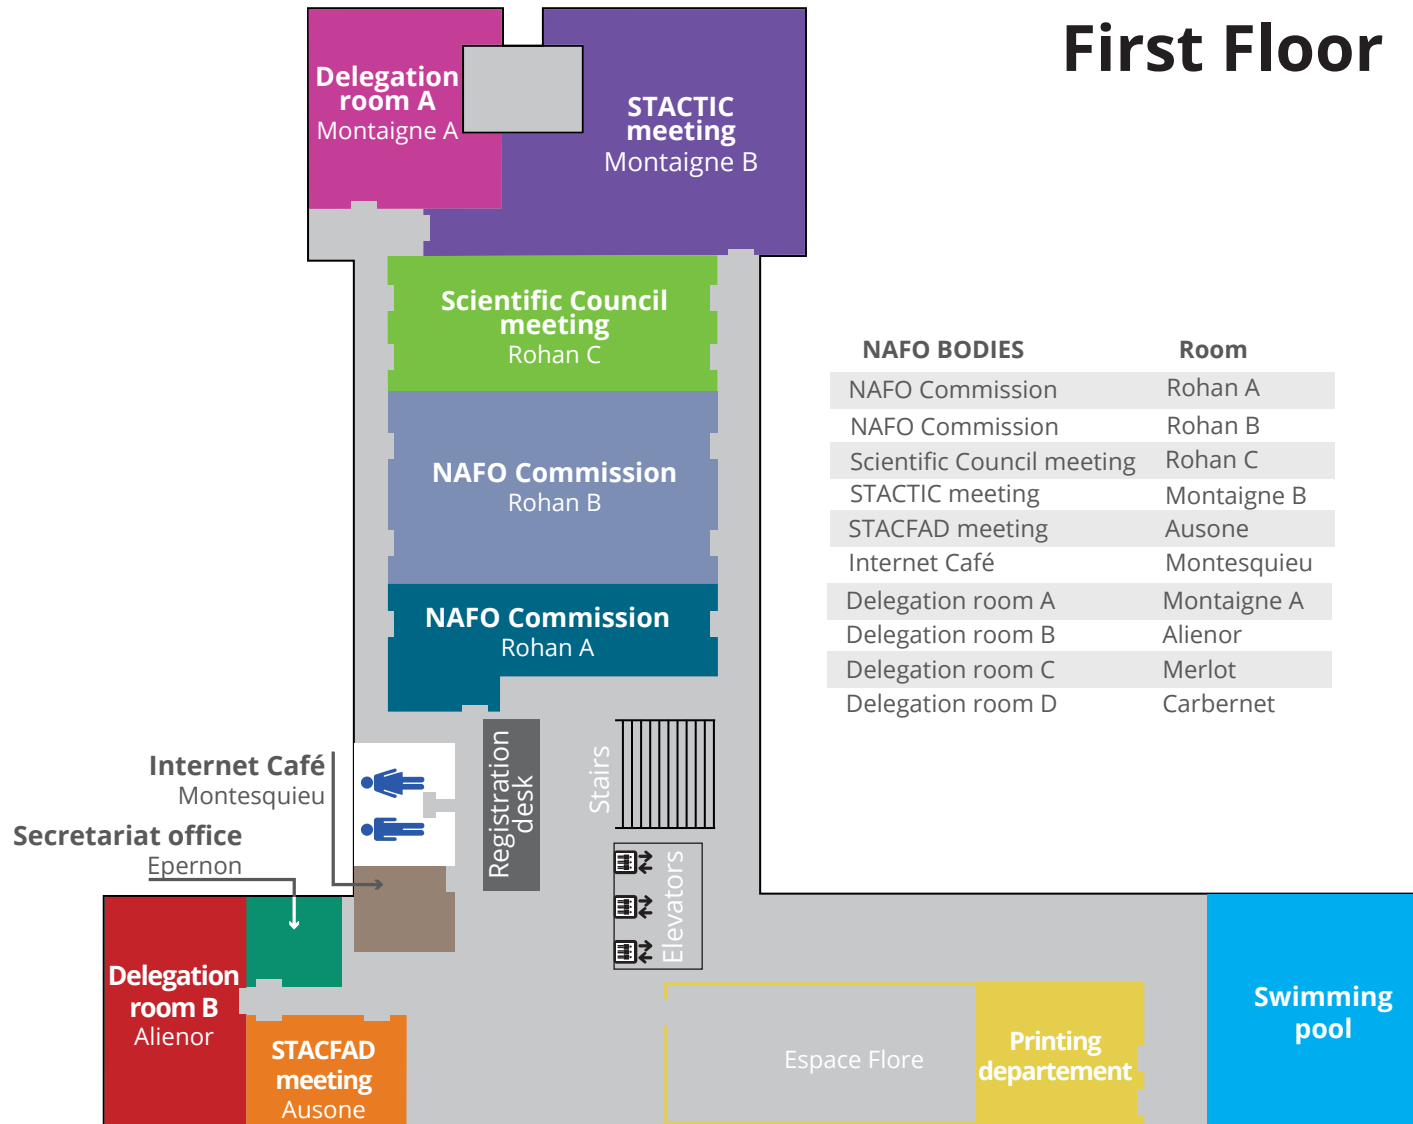 First Floor
Delegation
room A
Montaigne A
STACTIC
meeting
Montaigne B
Scientific Council
meeting
Rohan C
NAFO Commission
Rohan B
NAFO Commission
Rohan A
NAFO BODIES Room
NAFO Commission Rohan A
NAFO Commission Rohan B
Scientific Council meeting Rohan C
STACTIC meeting Montaigne B
STACFAD meeting Ausone
Internet Café Montesquieu
Delegation room A Montaigne A
Delegation room B Alienor
Delegation room C Merlot
Delegation room D Carbernet
Internet Café
Montesquieu
Secretariat office
Epernon
Registration
desk
Stairs
Elevators
Delegation
room B
Alienor
STACFAD
meeting
Ausone
Espace Flore
Printing
departement
Swimming
pool